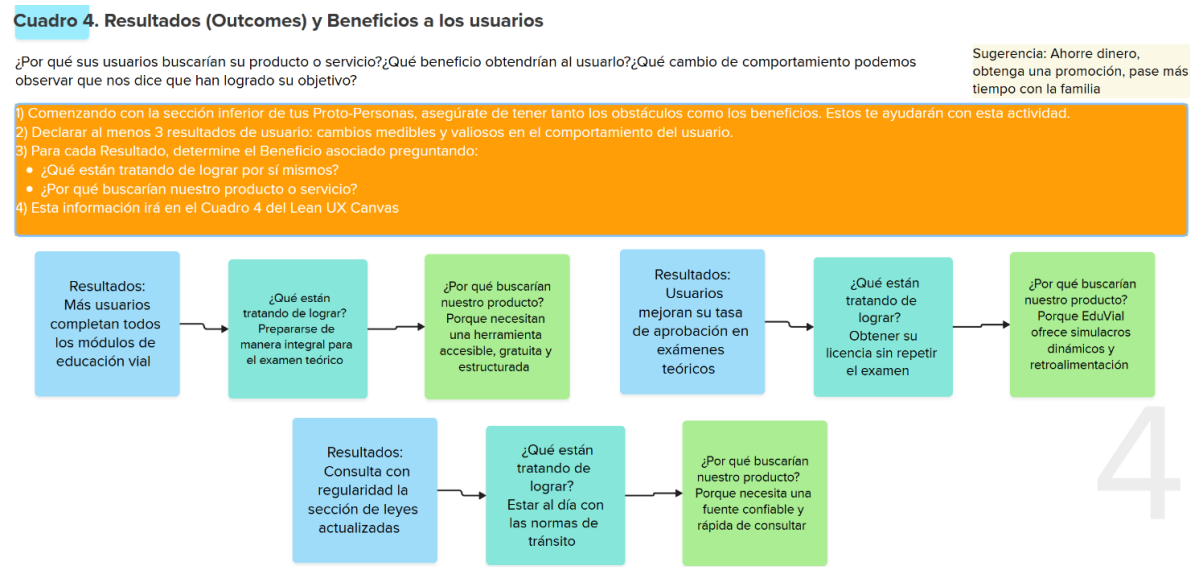 Cuadro 4. Resultados (Outcomes) y Beneficios a los usuarios
¿Por qué sus usuarios buscarían su producto o servicio?¿Qué beneficio obtendrían al usuarlo?¿Qué cambio de comportamiento podemos
observar que nos dice que han logrado su objetivo?
Sugerencia: Ahorre dinero,
obtenga una promoción, pase más
tiempo con la familia
1) Comenzando con la sección inferior de tus Proto-Personas, asegúrate de tener tanto los obstáculos como los beneficios. Estos te ayudarán con esta actividad.
2) Declarar al menos 3 resultados de usuario: cambios medibles y valiosos en el comportamiento del usuario.
3) Para cada Resultado, determine el Beneficio asociado preguntando:
• ¿Qué están tratando de lograr por sí mismos?
• ¿Por qué buscarían nuestro producto o servicio?
4) Esta información irá en el Cuadro 4 del Lean UX Canvas
Resultados:
Más usuarios
completan todos
los módulos de
educación vial
¿Qué están
tratando de lograr?
Prepararse de
manera integral para
el examen teórico
¿Por qué buscarían
nuestro producto?
Porque necesitan
una herramienta
accesible, gratuita y
estructurada
Resultados:
Usuarios
mejoran su tasa
de aprobación en
exámenes
teóricos
¿Qué están
tratando de
lograr?
Obtener su
licencia sin repetir
el examen
¿Por qué buscarían
nuestro producto?
Porque EduVial
ofrece simulacros
dinámicos y
retroalimentación
Resultados:
Consulta con
regularidad la
sección de leyes
actualizadas
¿Qué están
tratando de
lograr?
Estar al día con
las normas de
tránsito
¿Por qué buscarían
nuestro producto?
Porque necesita una
fuente confiable y
rápida de consultar
4